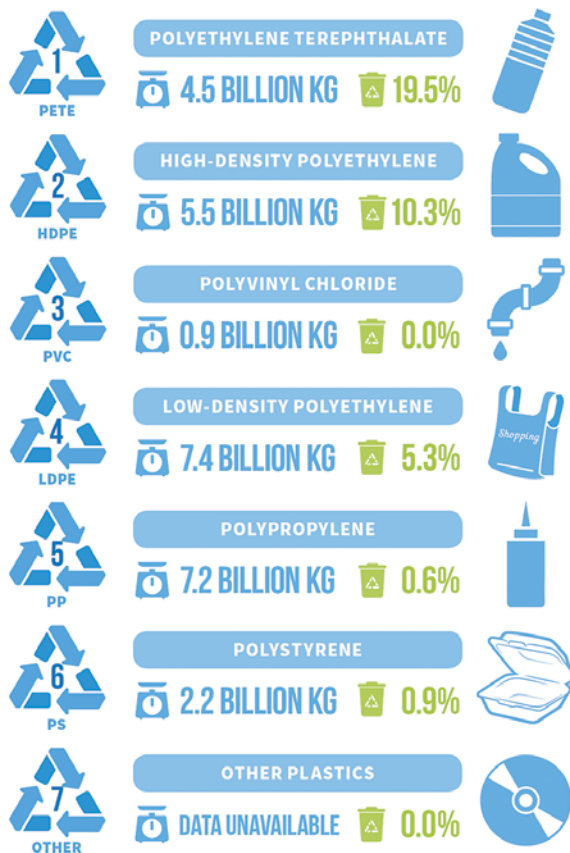 1
PETE
POLYETHYLENE TEREPHTHALATE
4.5 BILLION KG 19.5%
2
HDPE
HIGH-DENSITY POLYETHYLENE
5.5 BILLION KG 10.3%
3
PVC
POLYVINYL CHLORIDE
0.9 BILLION KG 0.0%
4
LDPE
LOW-DENSITY POLYETHYLENE
7.4 BILLION KG 5.3%
Shopping
5
PP
POLYPROPYLENE
7.2 BILLION KG 0.6%
6
PS
POLYSTYRENE
2.2 BILLION KG 0.9%
7
OTHER
OTHER PLASTICS
DATA UNAVAILABLE 0.0%